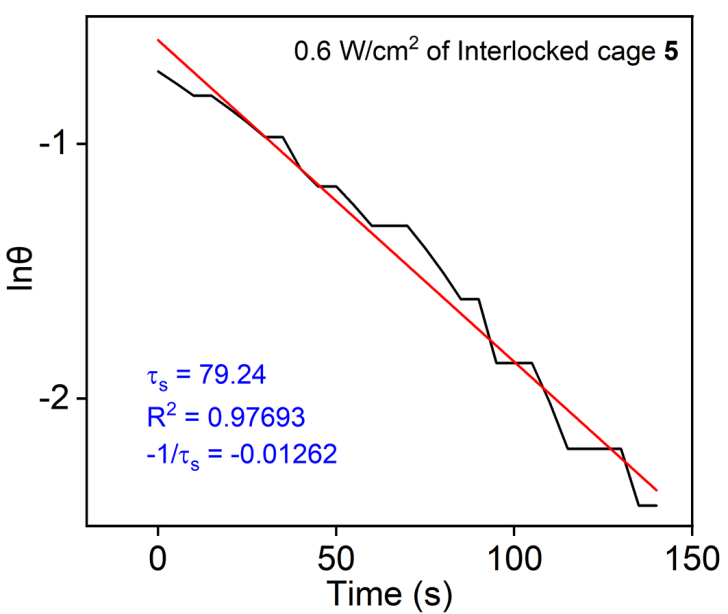 0.6 W/cm² of Interlocked cage 5
-1
lnθ
-2
τₛ = 79.24
R² = 0.97693
-1/τₛ = -0.01262
0 50 100 150
Time (s)